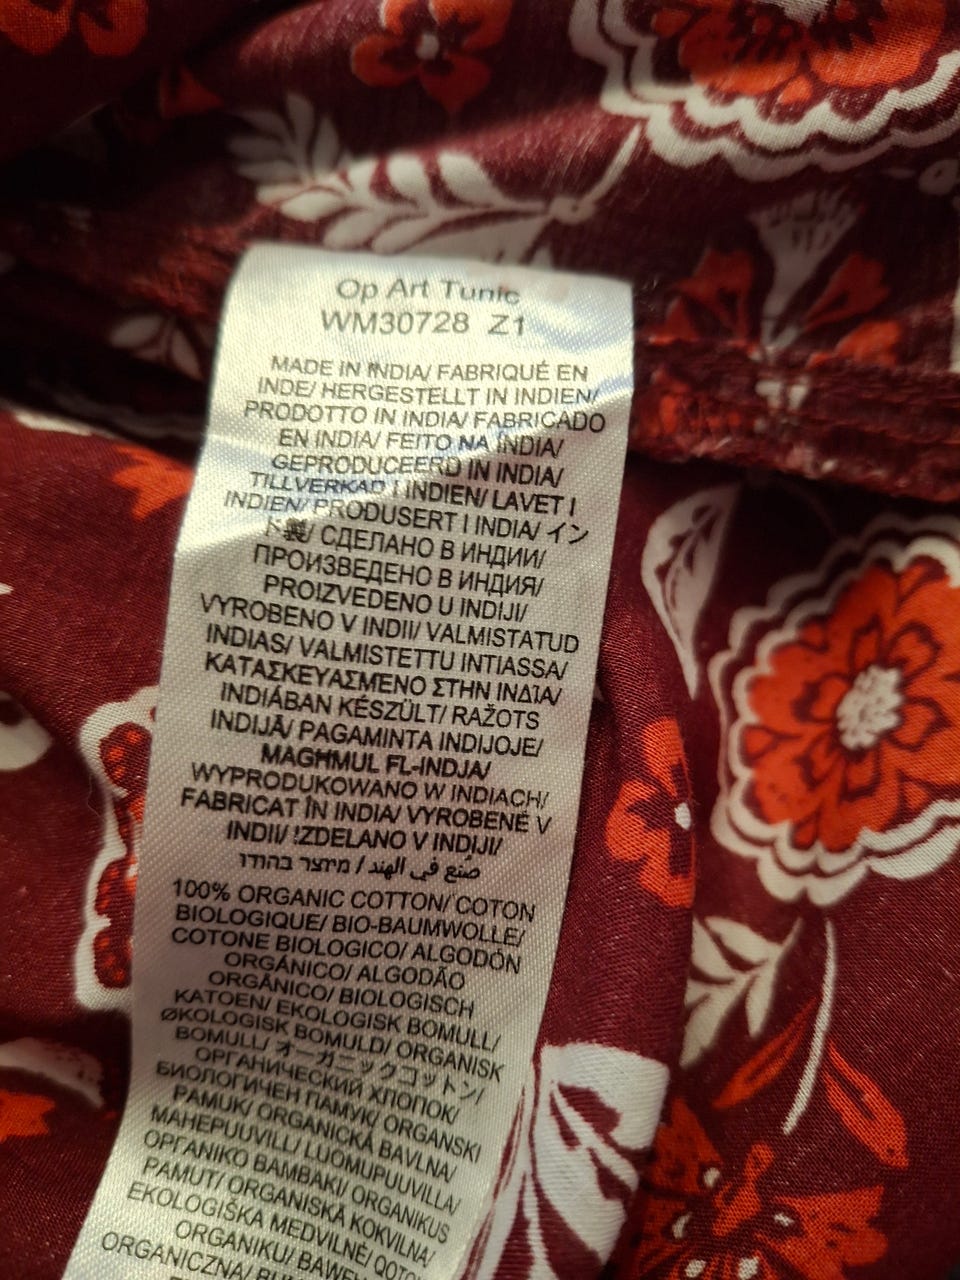 Op Art Tunic
WM30728 Z1
MADE IN INDIA/ FABRIQUÉ EN
INDE/ HERGESTELLT IN INDIEN/
PRODOTTO IN INDIA/ FABRICADO
EN INDIA/ FEITO NA ÍNDIA/
GEPRODUCEERD IN INDIA/
TILLVERKAD I INDIEN/ LAVET I
INDIEN/ PRODUSERT I INDIA/ イン
ド製/ СДЕЛАНО В ИНДИИ/
ПРОИЗВЕДЕНО В ИНДИЯ/
PROIZVEDENO U INDIJI/
VYROBENO V INDII/ VALMISTATUD
INDIAS/ VALMISTETTU INTIASSA/
ΚΑΤΑΣΚΕΥΑΣΜΕΝΟ ΣΤΗΝ ΙΝΔΙΑ/
INDIÁBAN KÉSZÜLT/ RAŽOTS
INDIJĀ/ PAGAMINTA INDIJOJE/
MAGHMUL FL-INDJA/
WYPRODUKOWANO W INDIACH/
FABRICAT ÎN INDIA/ VYROBENÉ V
INDII/ IZDELANO V INDIJI/
صُنع في الهند / מיוצר בהודו
100% ORGANIC COTTON/ COTON
BIOLOGIQUE/ BIO-BAUMWOLLE/
COTONE BIOLOGICO/ ALGODÓN
ORGÁNICO/ ALGODÃO
ORGÂNICO/ BIOLOGISCH
KATOEN/ EKOLOGISK BOMULL/
ØKOLOGISK BOMULD/ ORGANISK
BOMULL/ オーガニックコットン/
ОРГАНИЧЕСКИЙ ХЛОПОК/
БИОЛОГИЧЕН ПАМУК/ ORGANSKI
PAMUK/ ORGANICKÁ BAVLNA/
MAHEPUUVILL/ LUOMUPUUVILLA/
ΟΡΓΑΝΙΚΟ ΒΑΜΒΑΚΙ/ ORGANIKUS
PAMUT/ ORGANISKĀ KOKVILNA/
EKOLOGIŠKA MEDVILNĖ/ QOTON
ORGANIKU/ BAWEŁ
ORGANICZNA/